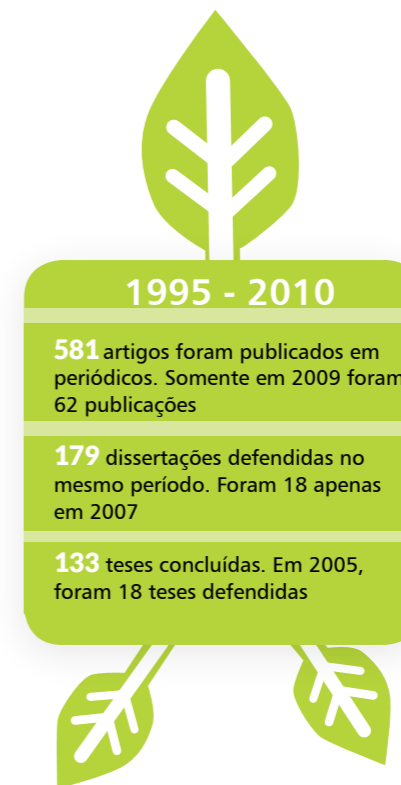 1995 - 2010
581 artigos foram publicados em
periódicos. Somente em 2009 foram
62 publicações
179 dissertações defendidas no
mesmo período. Foram 18 apenas
em 2007
133 teses concluídas. Em 2005,
foram 18 teses defendidas